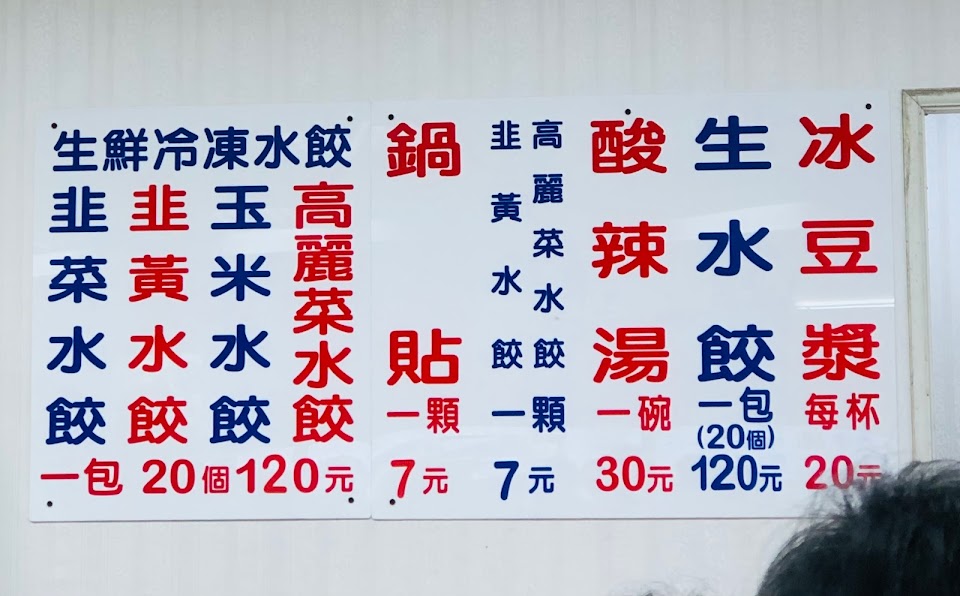 生鮮冷凍水餃
韭菜水餃
韭黃水餃
玉米水餃
高麗菜水餃
一包 20個120元
鍋貼
一顆
7元
高麗菜水餃
韭黃水餃
一顆
7元
酸辣湯
一碗
30元
生水餃
一包
(20個)
120元
冰豆漿
每杯
20元